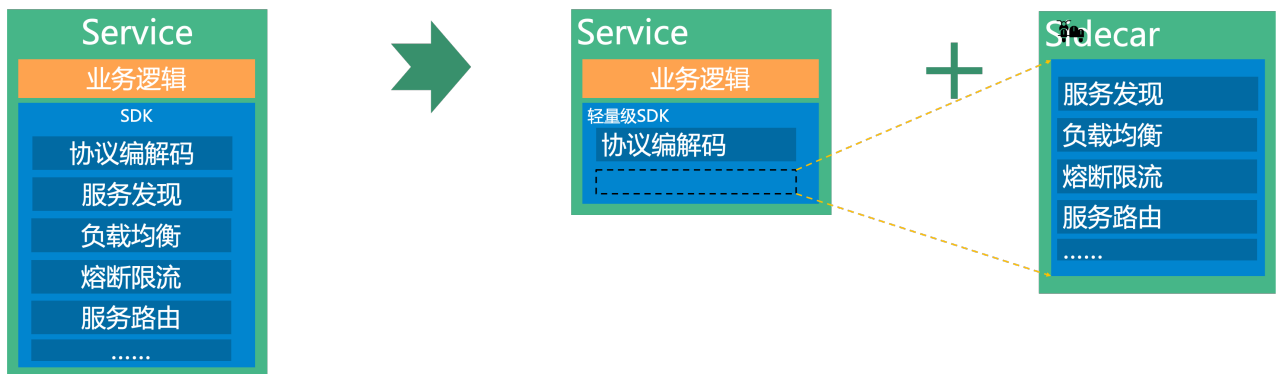 Service
业务逻辑
SDK
协议编解码
服务发现
负载均衡
熔断限流
服务路由
......
Service
业务逻辑
轻量级SDK
协议编解码
Sidecar
服务发现
负载均衡
熔断限流
服务路由
......